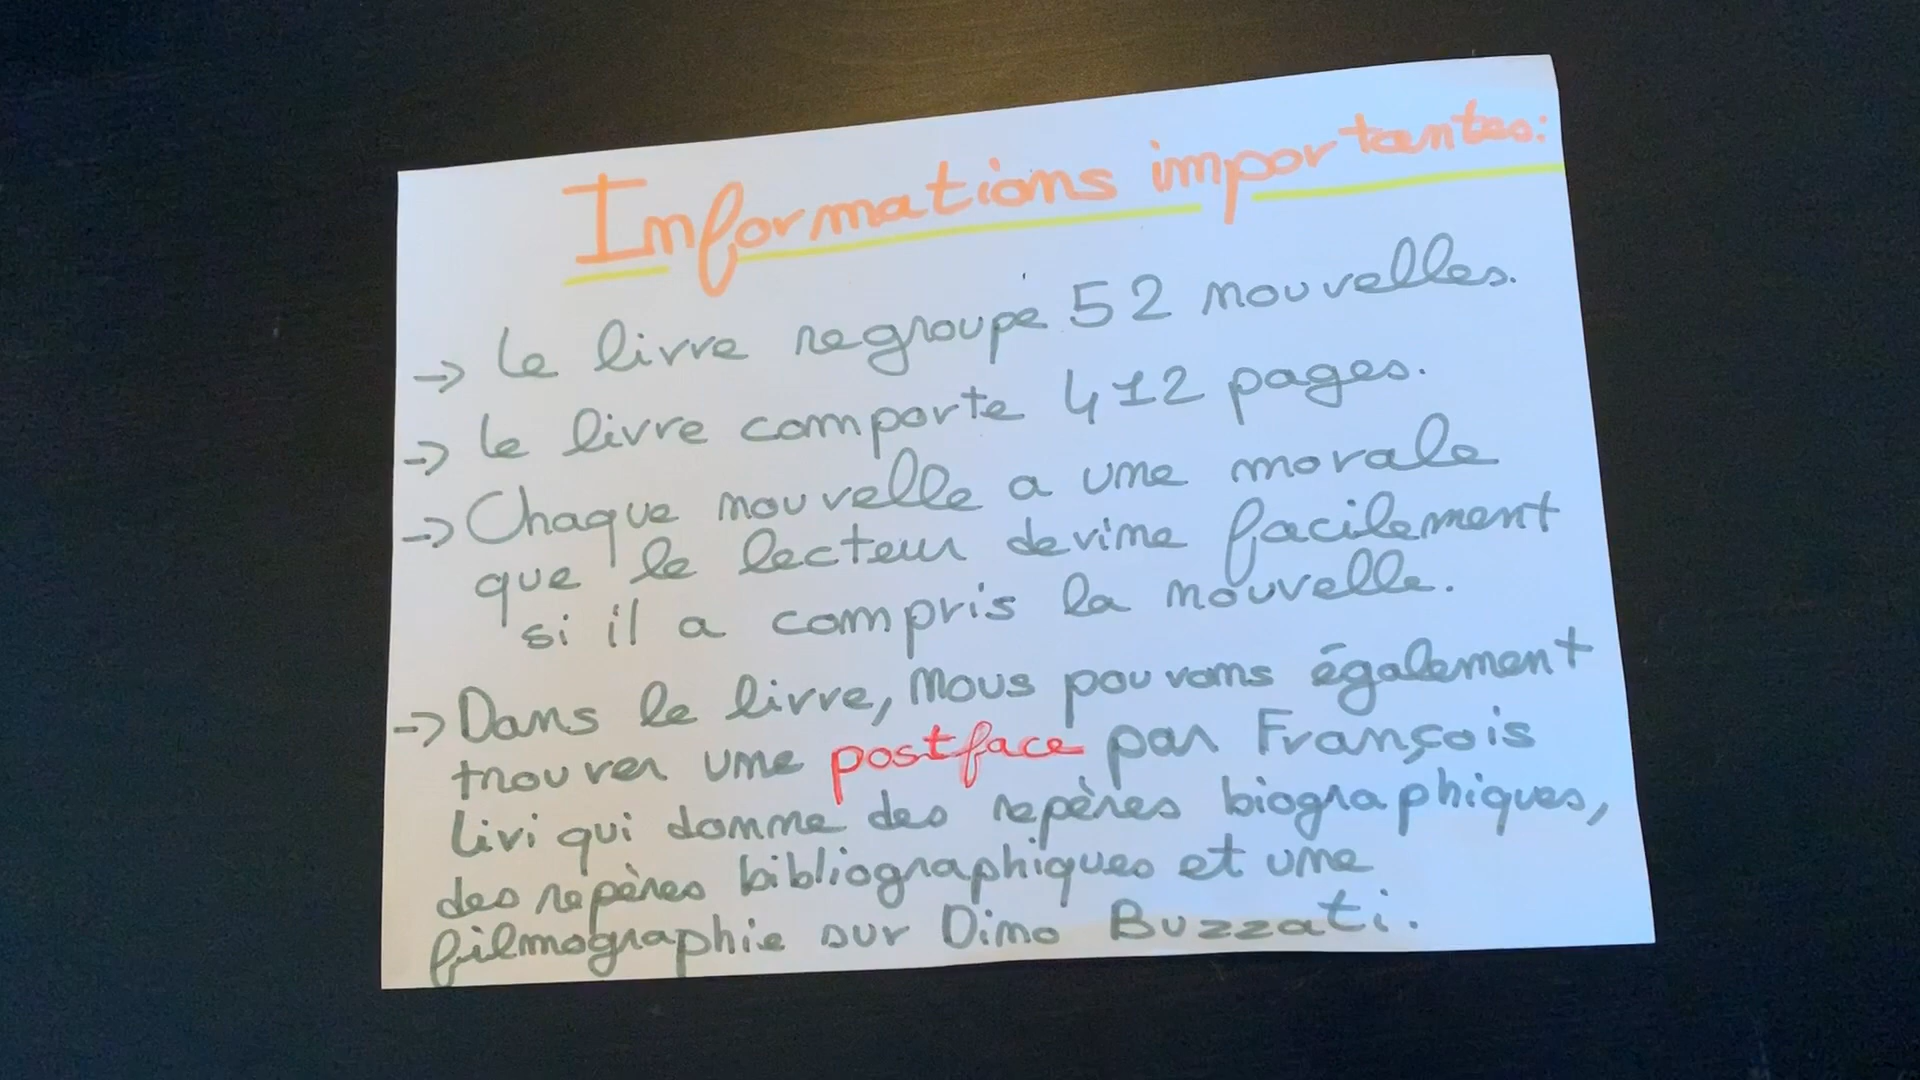 Informations importantes:
-> Le livre regroupe 52 nouvelles.
-> Le livre comporte 412 pages.
-> Chaque nouvelle a une morale
que le lecteur devine facilement
si il a compris la nouvelle.
-> Dans le livre, nous pouvons également
trouver une postface par François
Livi qui donne des repères biographiques,
des repères bibliographiques et une
filmographie sur Dino Buzzati.